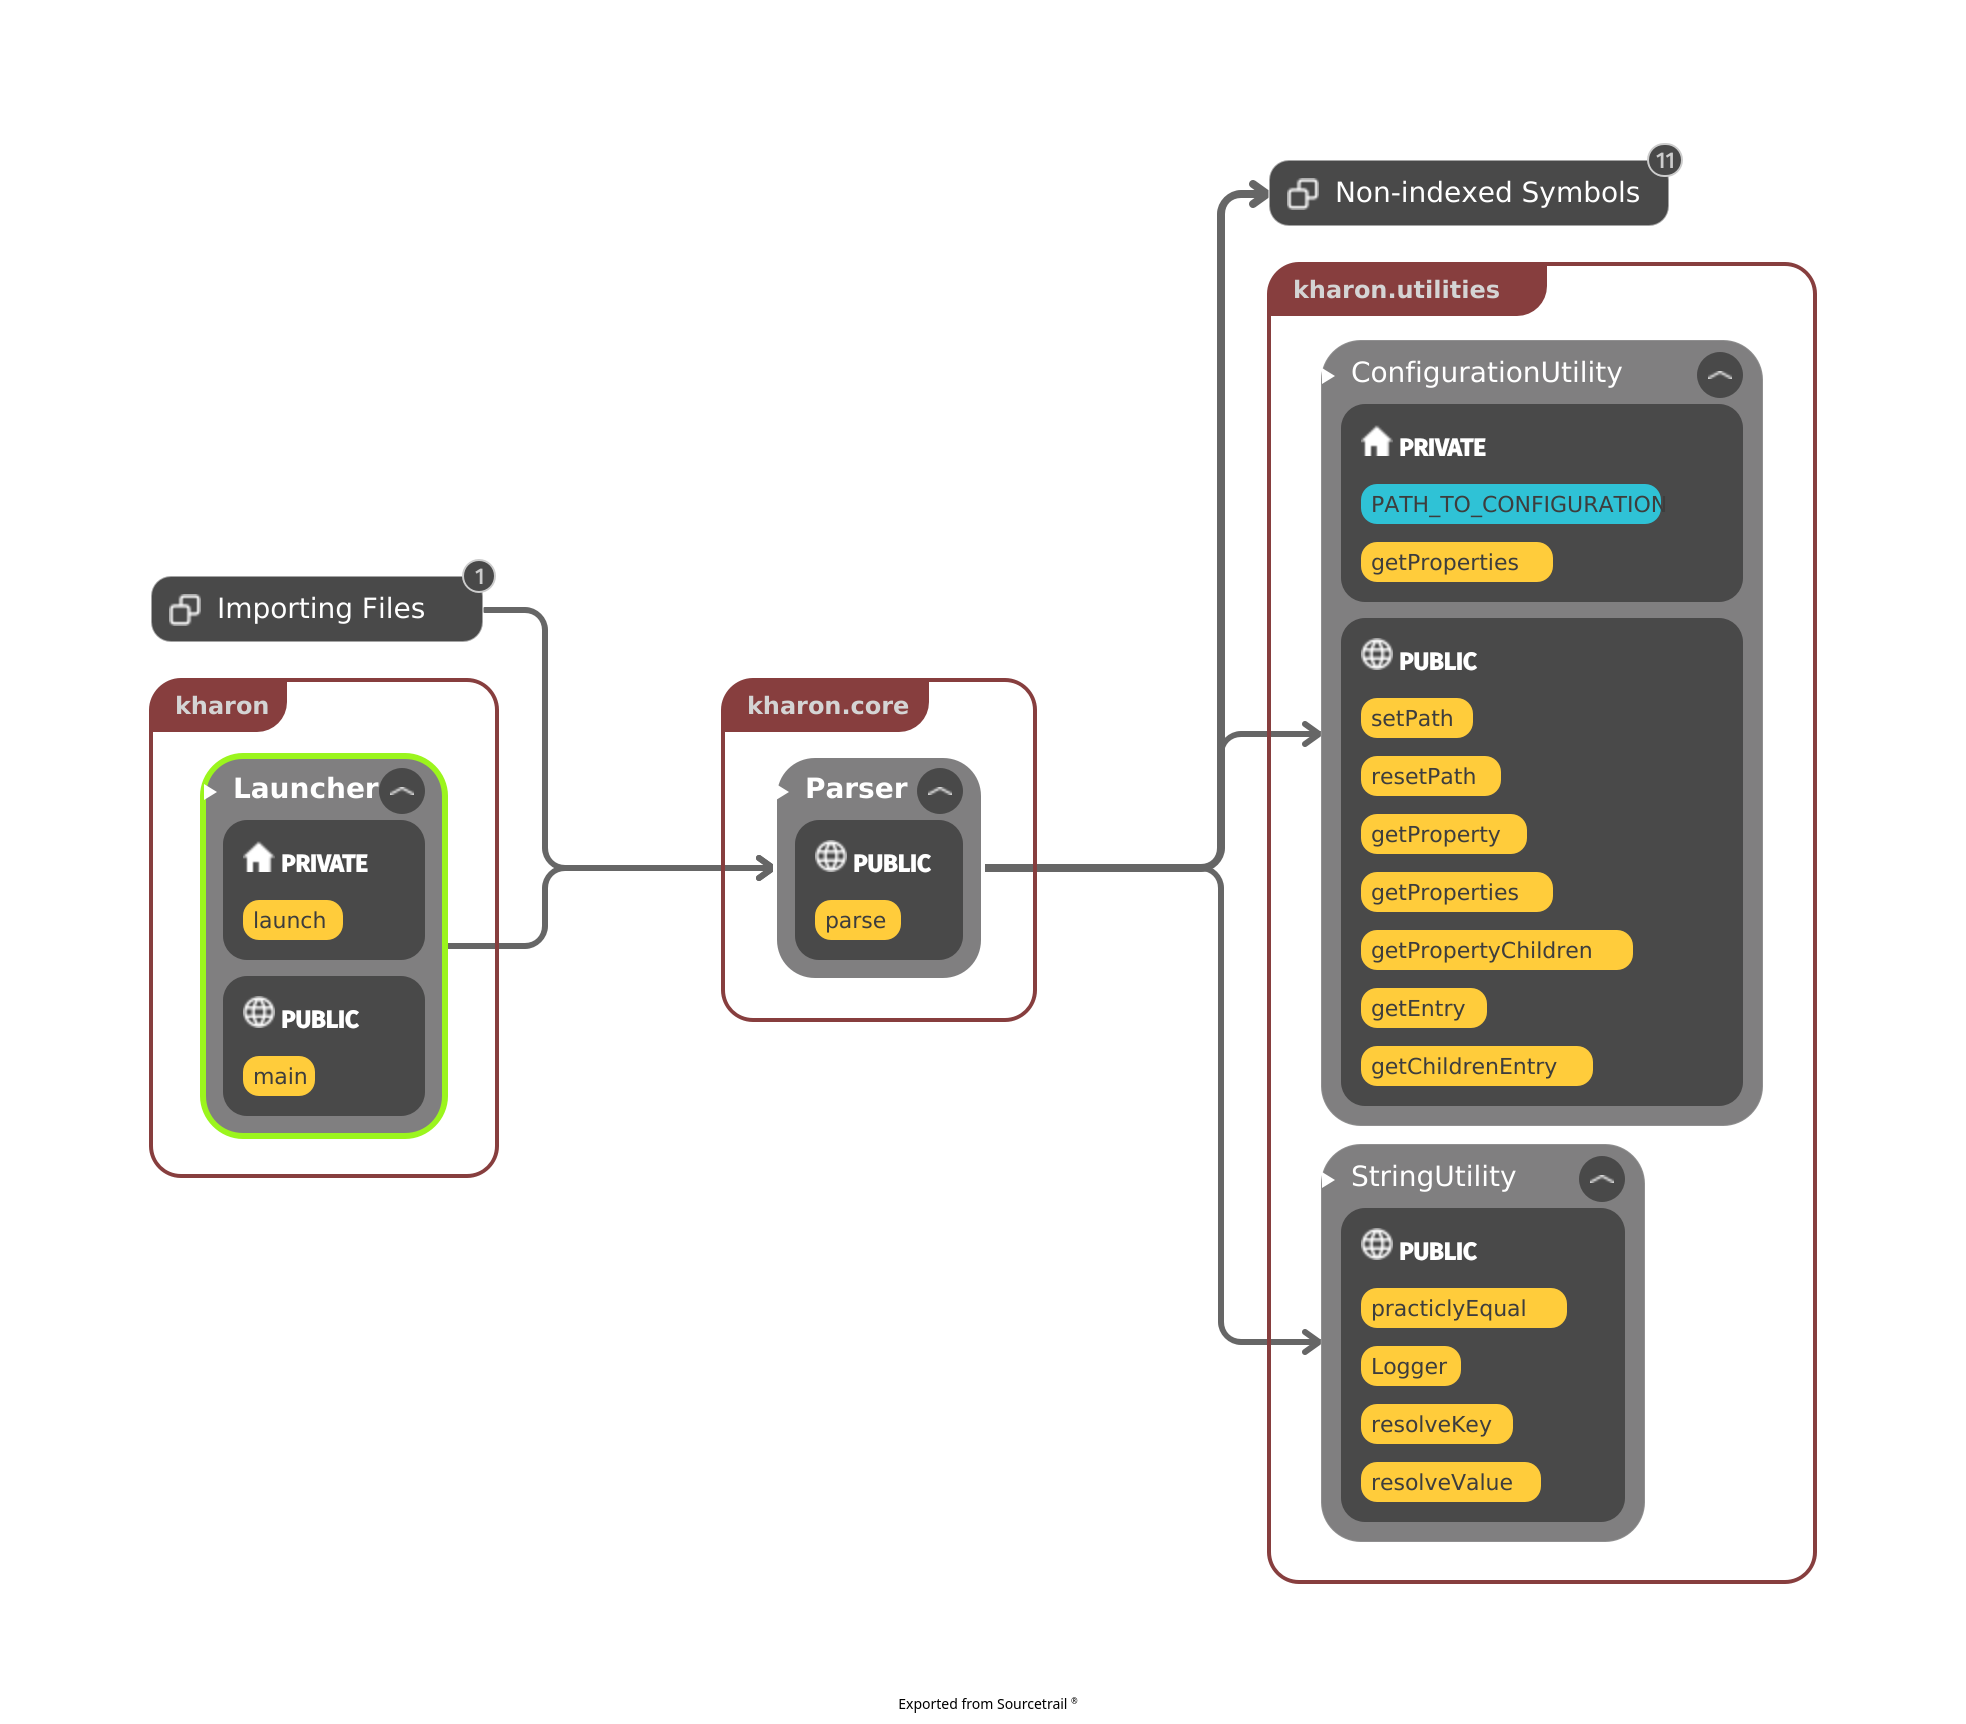 1
Importing Files
kharon
Launcher
PRIVATE
launch
PUBLIC
main
kharon.core
Parser
PUBLIC
parse
11
Non-indexed Symbols
kharon.utilities
ConfigurationUtility
PRIVATE
PATH_TO_CONFIGURATION
getProperties
PUBLIC
setPath
resetPath
getProperty
getProperties
getPropertyChildren
getEntry
getChildrenEntry
StringUtility
PUBLIC
practiclyEqual
Logger
resolveKey
resolveValue
Exported from Sourcetrail ®